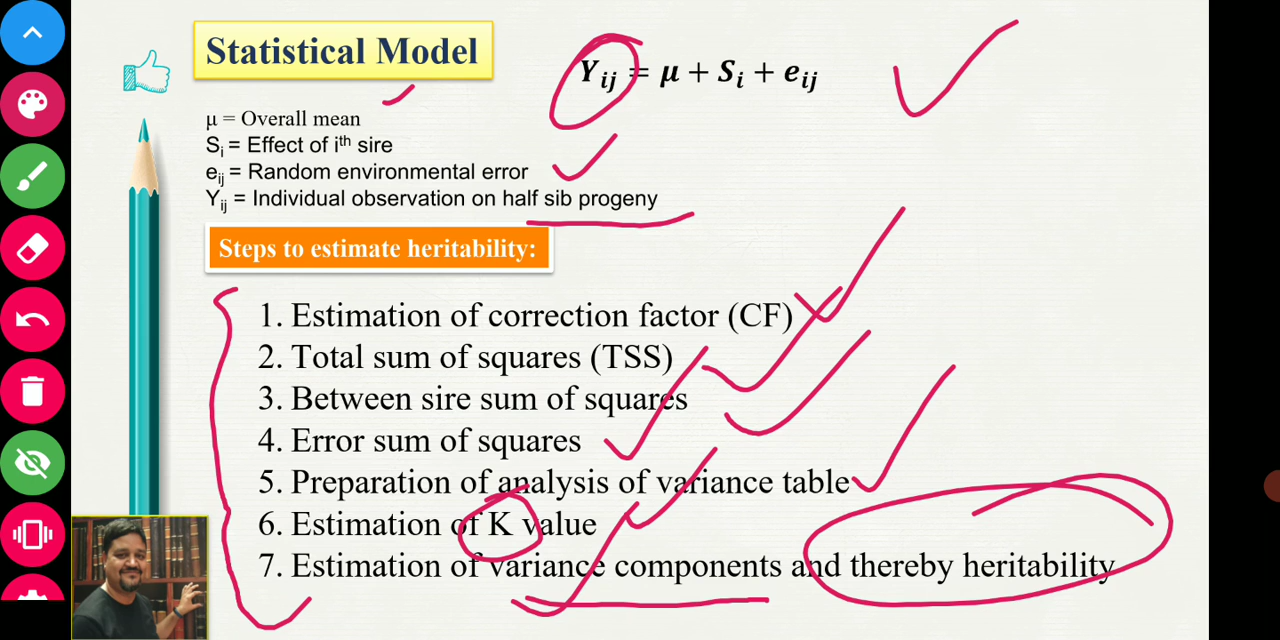 Statistical Model
Yij = μ + Si + eij
μ = Overall mean
Si = Effect of ith sire
eij = Random environmental error
Yij = Individual observation on half sib progeny
Steps to estimate heritability:
1. Estimation of correction factor (CF)
2. Total sum of squares (TSS)
3. Between sire sum of squares
4. Error sum of squares
5. Preparation of analysis of variance table
6. Estimation of K value
7. Estimation of variance components and thereby heritability